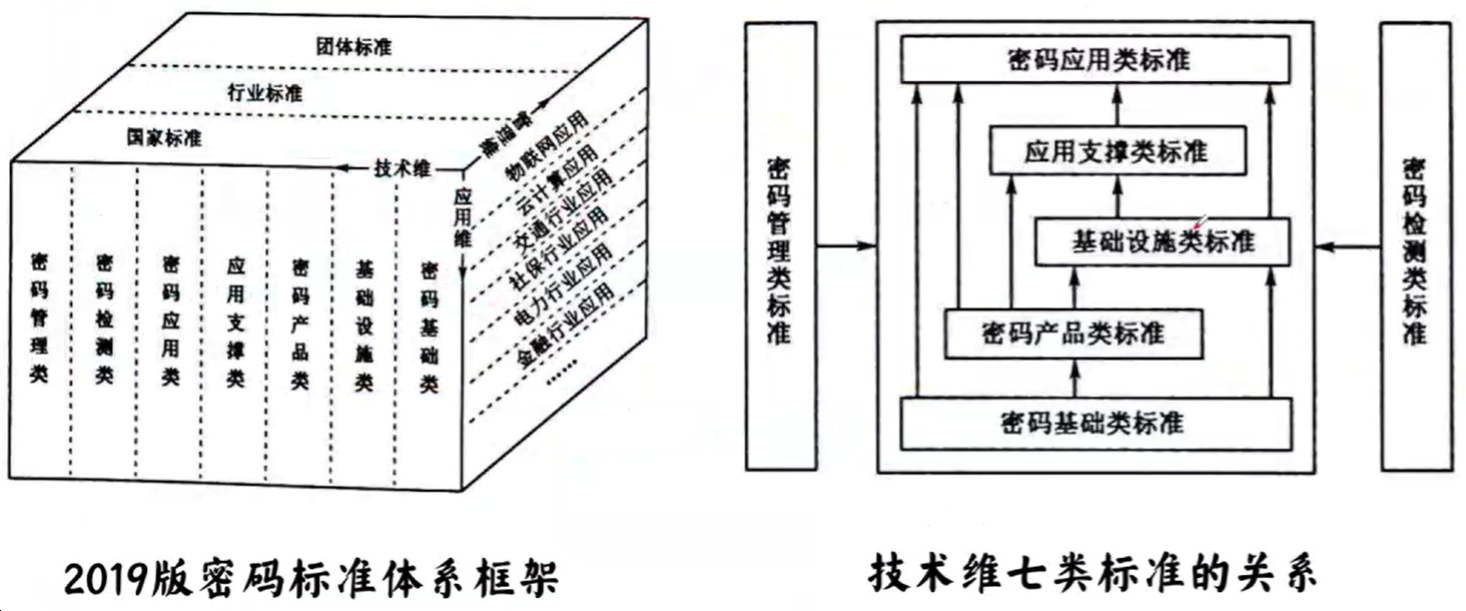 团体标准
行业标准
国家标准
技术维
管理维
应用维
密码管理类
密码检测类
密码应用类
应用支撑类
密码产品类
基础设施类
密码基础类
物联网应用
云计算应用
交通行业应用
社保行业应用
电力行业应用
金融行业应用
……
2019版密码标准体系框架
密码管理类标准
密码应用类标准
应用支撑类标准
基础设施类标准
密码产品类标准
密码基础类标准
密码检测类标准
技术维七类标准的关系